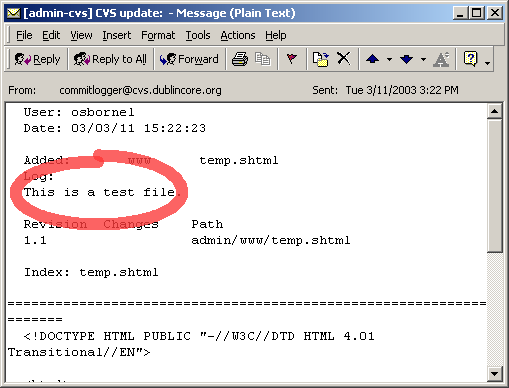 [admin-cvs] CVS update: - Message (Plain Text)
File Edit View Insert Format Tools Actions Help
Reply Reply to All Forward
From: commitlogger@cvs.dublincore.org Sent: Tue 3/11/2003 3:22 PM
User: osbornel
Date: 03/03/11 15:22:23
Added: www temp.shtml
Log:
This is a test file.
Revision Changes Path
1.1 admin/www/temp.shtml
Index: temp.shtml
============================================================
=======
<!DOCTYPE HTML PUBLIC "-//W3C//DTD HTML 4.01
Transitional//EN">